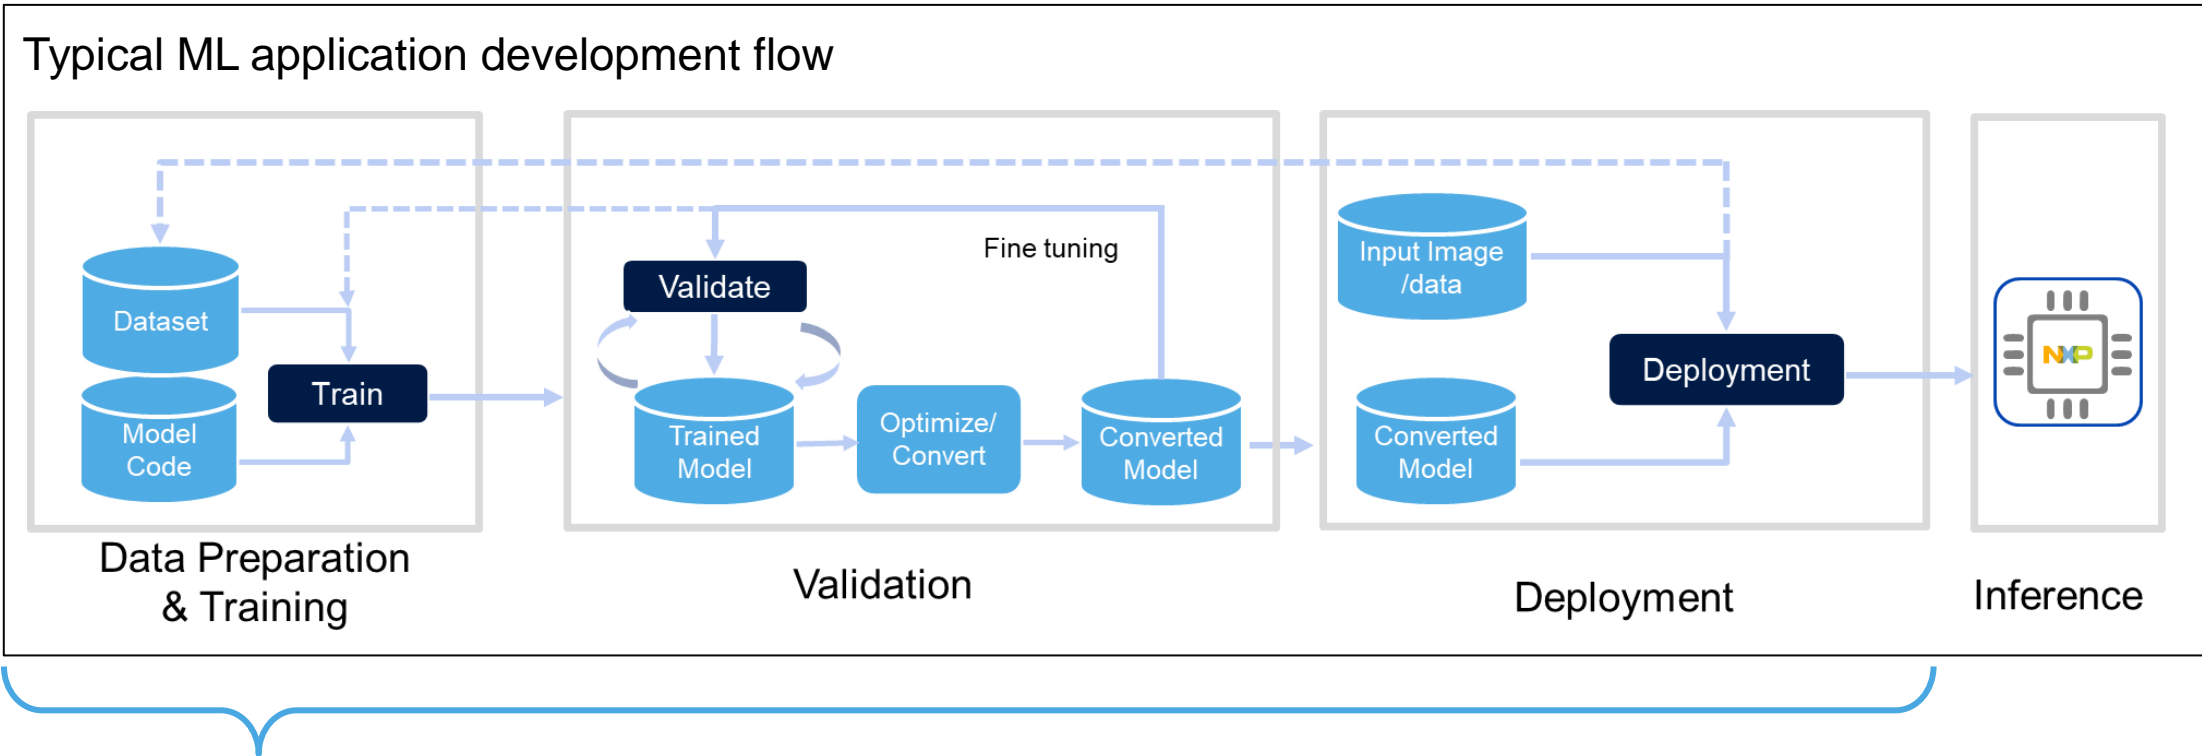 Typical ML application development flow
Dataset
Model
Code
Train
Data Preparation
& Training
Validate
Fine tuning
Trained
Model
Optimize/
Convert
Converted
Model
Validation
Input Image
/data
Converted
Model
Deployment
Deployment
NXP
Inference